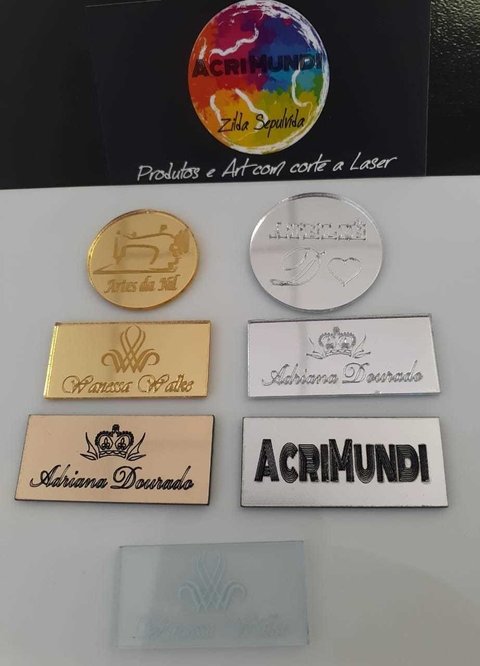 ACRIMUNDI
Zilda Sepulvida
Produtos e Art com corte a Laser
Artes da Nil
D
Wanessa Walles
Adriana Dourado
Adriana Dourado
ACRIMUNDI